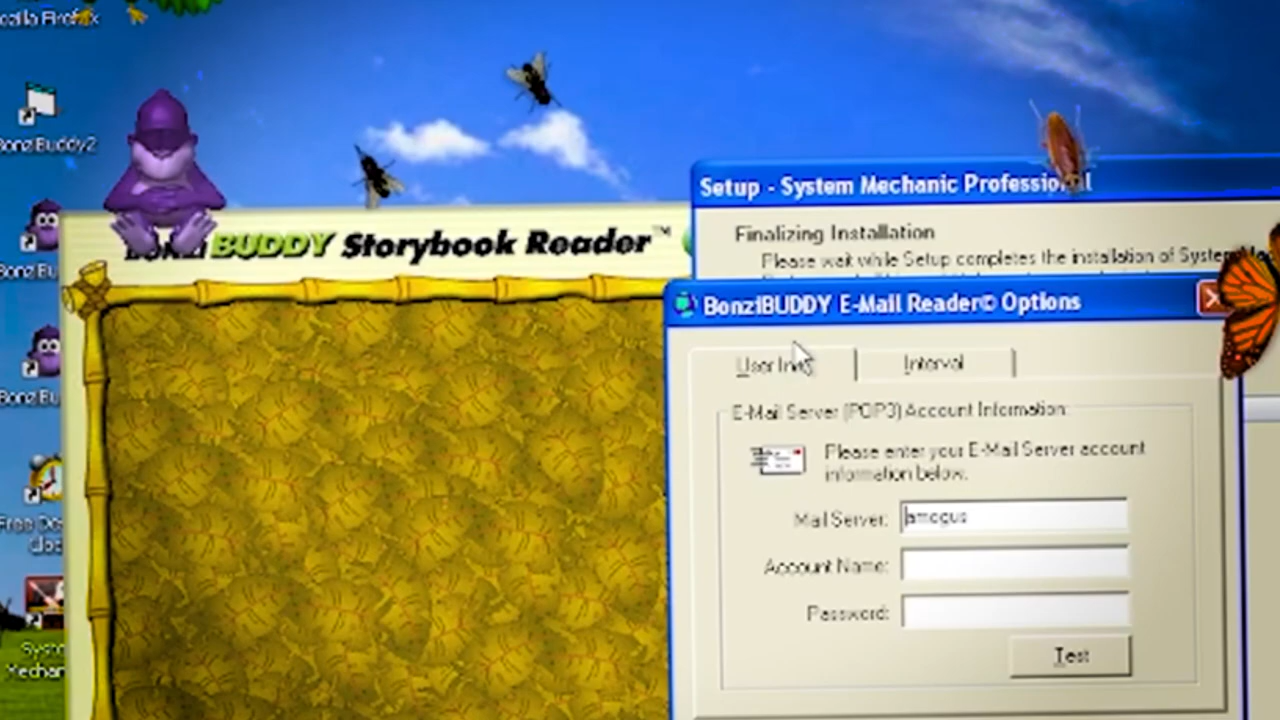 BonziBuddy2
BonziBUDDY Storybook Reader™
Setup - System Mechanic Professional
Finalizing Installation
Please wait while Setup completes the installation of System
BonziBUDDY E-Mail Reader© Options
User Info
Interval
E-Mail Server (POP3) Account Information:
Please enter your E-Mail Server account
information below.
Mail Server:
amogus
Account Name:
Password:
Test